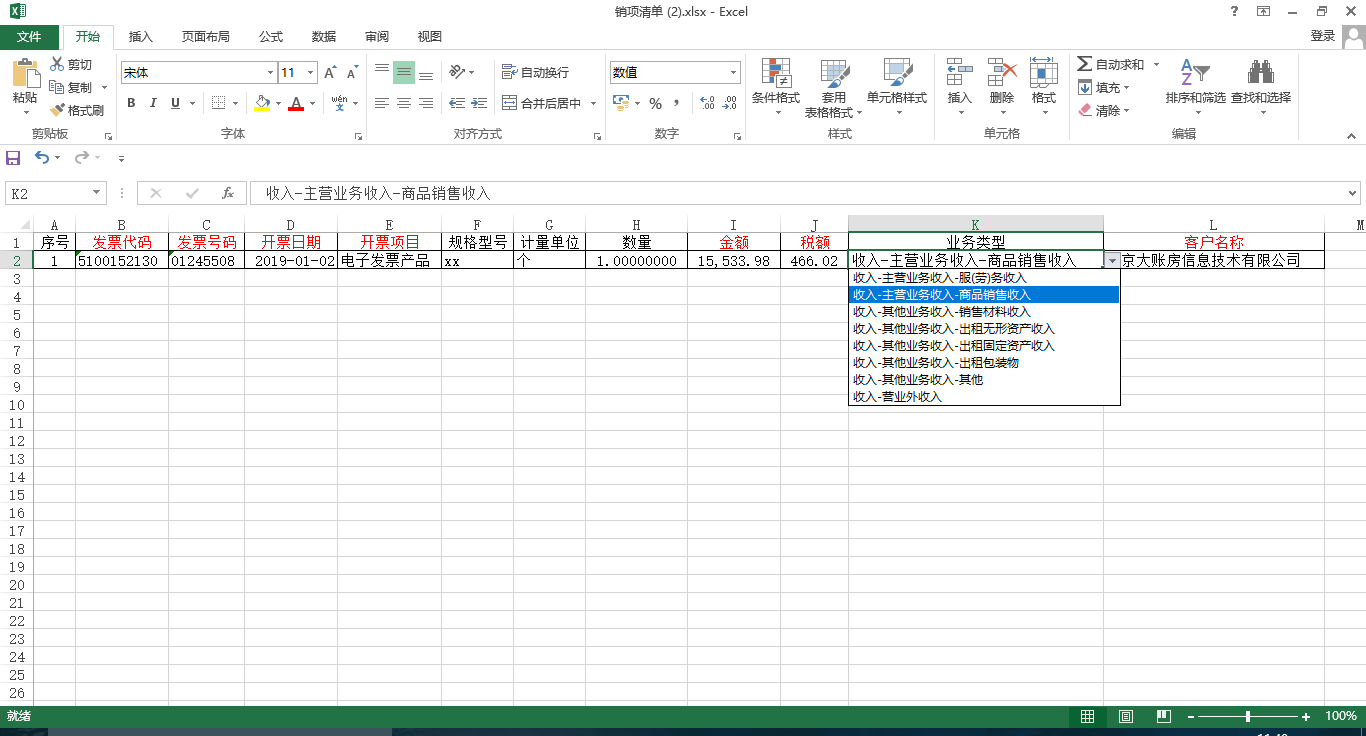 销项清单 (2).xlsx - Excel
文件 开始 插入 页面布局 公式 数据 审阅 视图 登录
粘贴 剪切 复制 格式刷 剪贴板
宋体 11 A A B I U A wén 文 字体
自动换行 合并后居中 对齐方式
数值 % , 数字
条件格式 套用 表格格式 单元格样式 样式
插入 删除 格式 单元格
自动求和 填充 清除 排序和筛选 查找和选择 编辑
K2 fx 收入-主营业务收入-商品销售收入
A B C D E F G H I J K L M
1 序号 发票代码 发票号码 开票日期 开票项目 规格型号 计量单位 数量 金额 税额 业务类型 客户名称
2 1 5100152130 01245508 2019-01-02 电子发票产品 xx 个 1.00000000 15,533.98 466.02 收入-主营业务收入-商品销售收入 京大账房信息技术有限公司
收入-主营业务收入-服(劳)务收入
收入-主营业务收入-商品销售收入
收入-其他业务收入-销售材料收入
收入-其他业务收入-出租无形资产收入
收入-其他业务收入-出租固定资产收入
收入-其他业务收入-出租包装物
收入-其他业务收入-其他
收入-营业外收入
3
4
5
6
7
8
9
10
11
12
13
14
15
16
17
18
19
20
21
22
23
24
25
26
就绪 100%